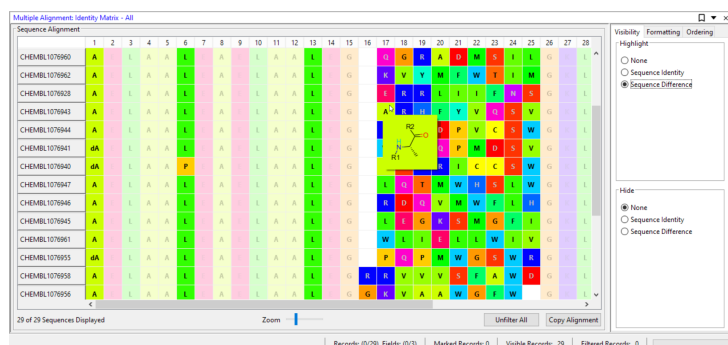 Multiple Alignment: Identity Matrix - All
Sequence Alignment
1 2 3 4 5 6 7 8 9 10 11 12 13 14 15 16 17 18 19 20 21 22 23 24 25 26 27 28
CHEMBL1076960 A L A A L A L A A L G Q G R A D M S I L G L
CHEMBL1076962 A L A A L A L A A L G K V Y M F W T I M G L
CHEMBL1076928 A L A A L A L A A L G E R R L I I F N S G L
CHEMBL1076943 A L A A L A L A A L G A R H F Y V Q S V G L
CHEMBL1076944 A L A A L A L A A L G D P V C S W G L
CHEMBL1076941 dA L A A L A L A A L G Q P M D S V G L
CHEMBL1076940 dA L A A P A L A A L G R I C C S W G L
CHEMBL1076947 A L A A L A L A A L G L Q T M W H S L W G L
CHEMBL1076946 A L A A L A L A A L G R D Q V M W F L H G L
CHEMBL1076945 A L A A L A L A A L G L E G K S M G F I G L
CHEMBL1076961 A L A A L A L A A L G W L I E L L W I V G L
CHEMBL1076955 dA L A A L A L A A L G P Q P M W G S W R G L
CHEMBL1076958 A L A A L A L A A L G R R V V V S F A W D G L
CHEMBL1076956 A L A A L A L A A L G G K V A A W G F W G L
R2
O
H
N
R1
29 of 29 Sequences Displayed
Zoom
Unfilter All
Copy Alignment
Visibility Formatting Ordering
Highlight
None
Sequence Identity
Sequence Difference
Hide
None
Sequence Identity
Sequence Difference
Records: (0/29) Fields: (0/3) Marked Records: 0 Visible Records: 29 Filtered Records: 0